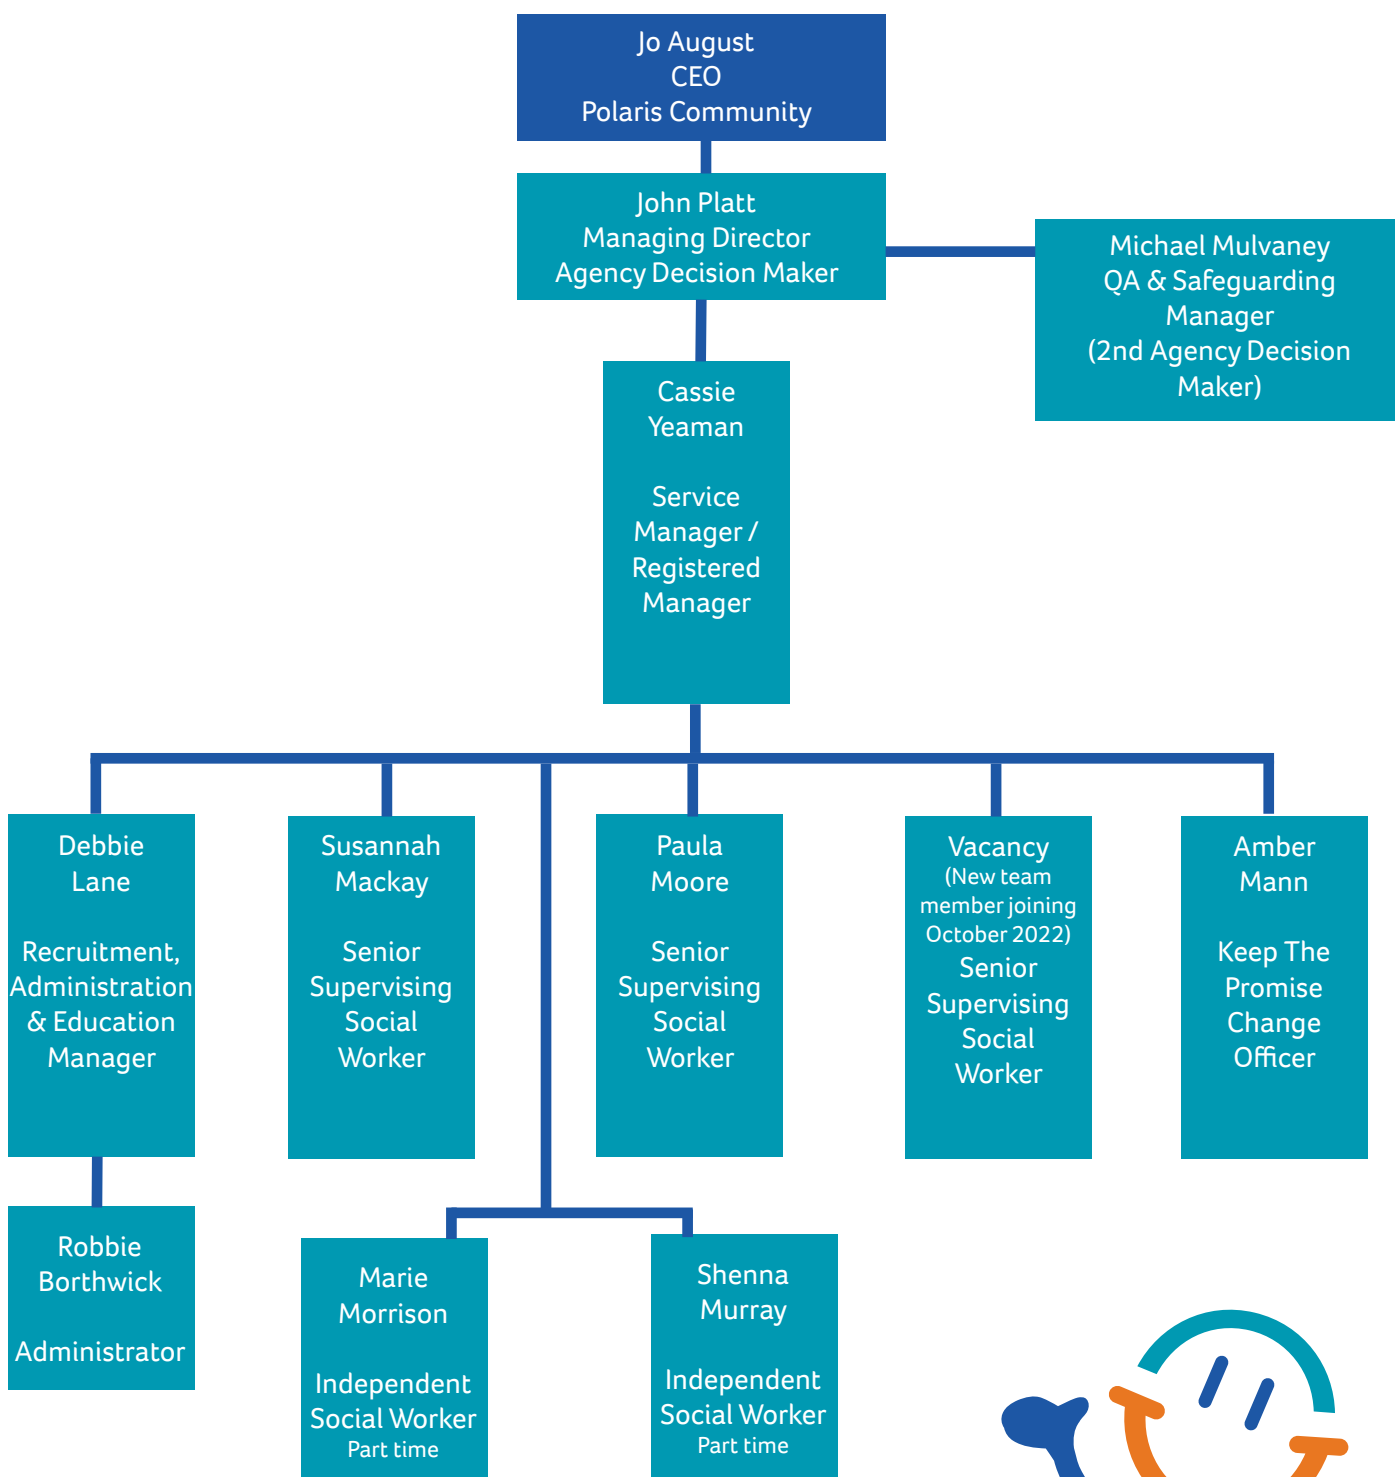 Jo August
CEO
Polaris Community
John Platt
Managing Director
Agency Decision Maker
Michael Mulvaney
QA & Safeguarding
Manager
(2nd Agency Decision
Maker)
Cassie
Yeaman
Service
Manager /
Registered
Manager
Debbie
Lane
Recruitment,
Administration
& Education
Manager
Susannah
Mackay
Senior
Supervising
Social
Worker
Paula
Moore
Senior
Supervising
Social
Worker
Vacancy
(New team
member joining
October 2022)
Senior
Supervising
Social
Worker
Amber
Mann
Keep The
Promise
Change
Officer
Robbie
Borthwick
Administrator
Marie
Morrison
Independent
Social Worker
Part time
Shenna
Murray
Independent
Social Worker
Part time